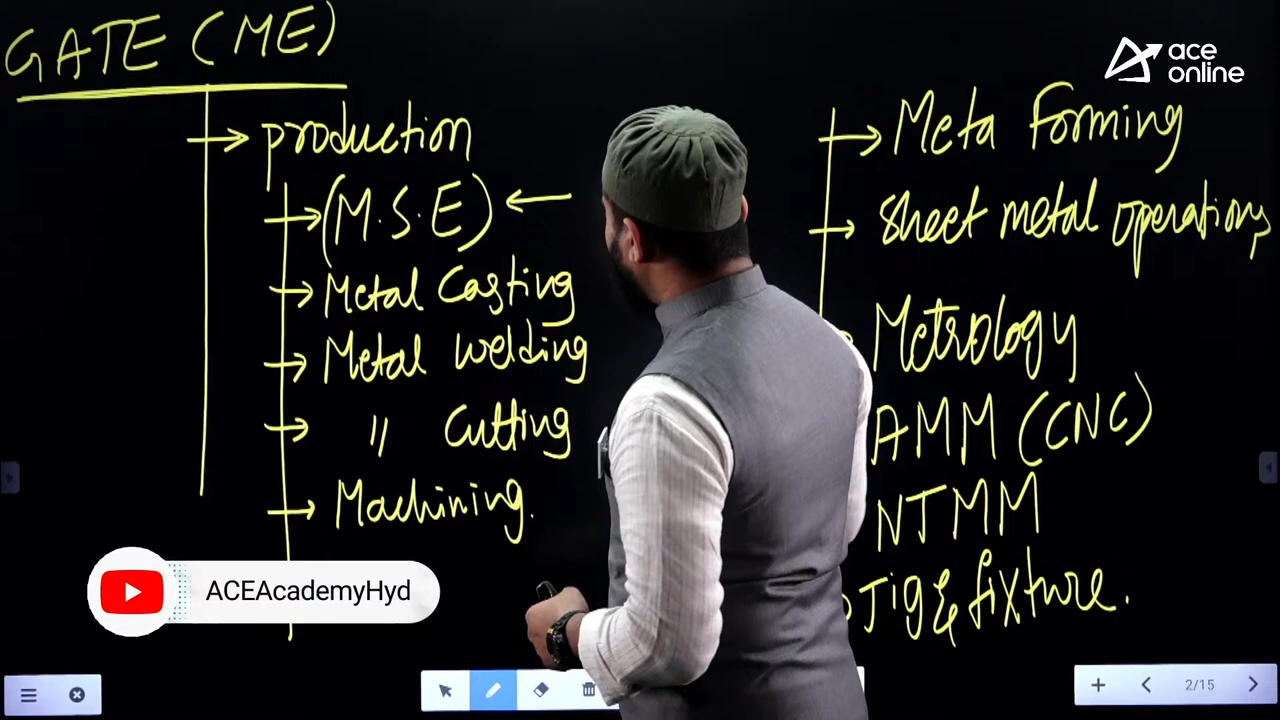 GATE (ME)
production
(M.S.E)
Metal Casting
Metal welding
" Cutting
Machining.
Meta Forming
Sheet metal operations
Metrology
AMM (CNC)
NTMM
Jig & fixture.
ace
online
ACEAcademyHyd
2/15